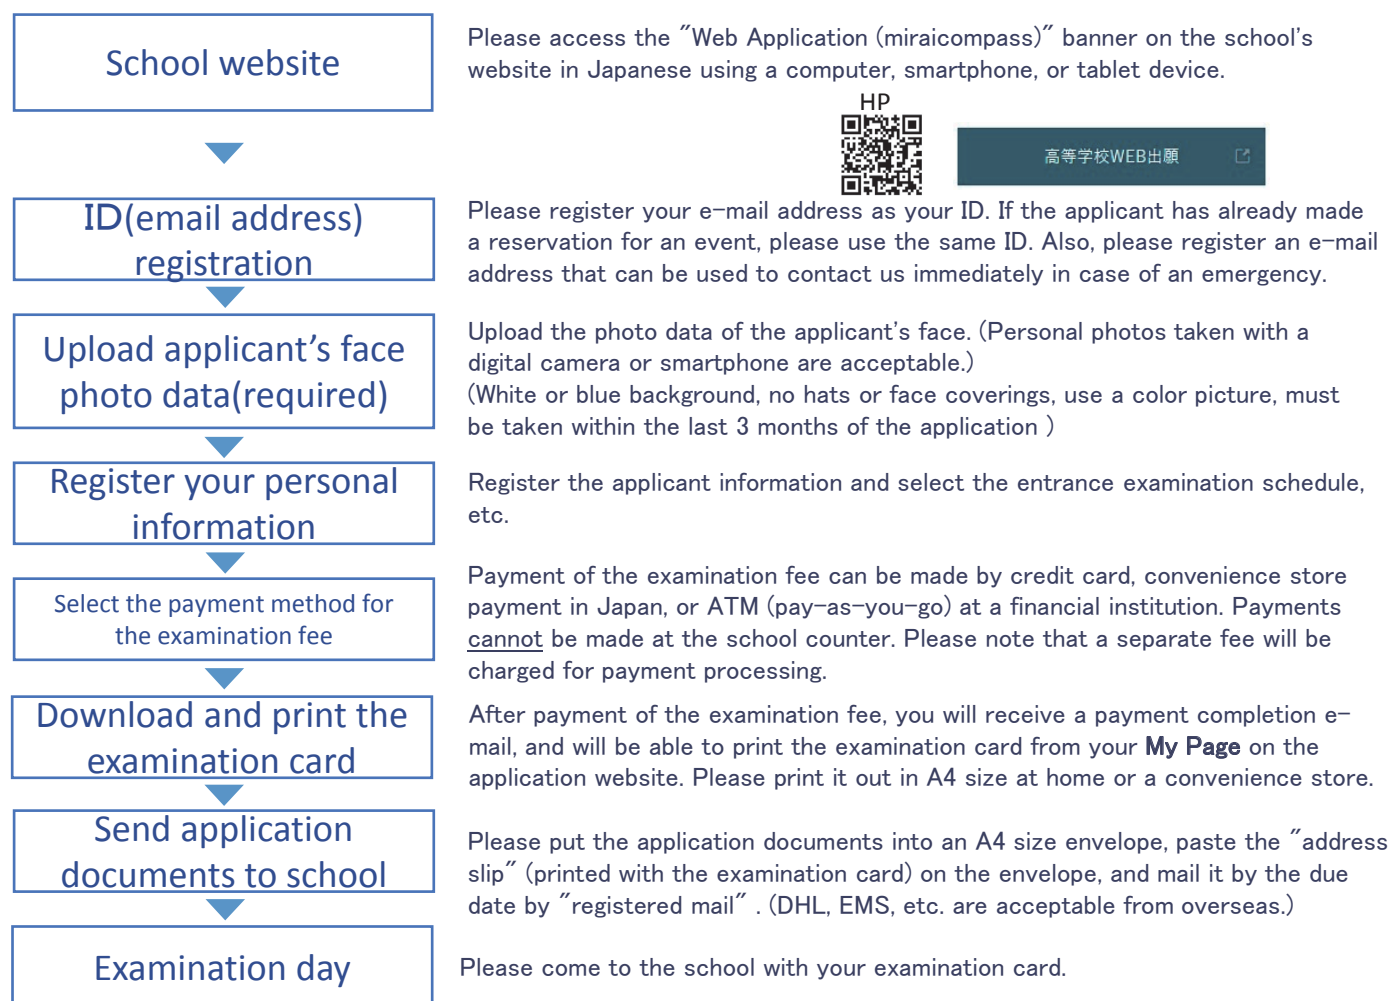 School website
Please access the "Web Application (miraicompass)" banner on the school's
website in Japanese using a computer, smartphone, or tablet device.
HP
高等学校WEB出願
ID(email address)
registration
Please register your e-mail address as your ID. If the applicant has already made
a reservation for an event, please use the same ID. Also, please register an e-mail
address that can be used to contact us immediately in case of an emergency.
Upload applicant's face
photo data(required)
Upload the photo data of the applicant's face. (Personal photos taken with a
digital camera or smartphone are acceptable.)
(White or blue background, no hats or face coverings, use a color picture, must
be taken within the last 3 months of the application )
Register your personal
information
Register the applicant information and select the entrance examination schedule,
etc.
Select the payment method for
the examination fee
Payment of the examination fee can be made by credit card, convenience store
payment in Japan, or ATM (pay-as-you-go) at a financial institution. Payments
cannot be made at the school counter. Please note that a separate fee will be
charged for payment processing.
Download and print the
examination card
After payment of the examination fee, you will receive a payment completion e-
mail, and will be able to print the examination card from your My Page on the
application website. Please print it out in A4 size at home or a convenience store.
Send application
documents to school
Please put the application documents into an A4 size envelope, paste the "address
slip" (printed with the examination card) on the envelope, and mail it by the due
date by "registered mail" . (DHL, EMS, etc. are acceptable from overseas.)
Examination day
Please come to the school with your examination card.